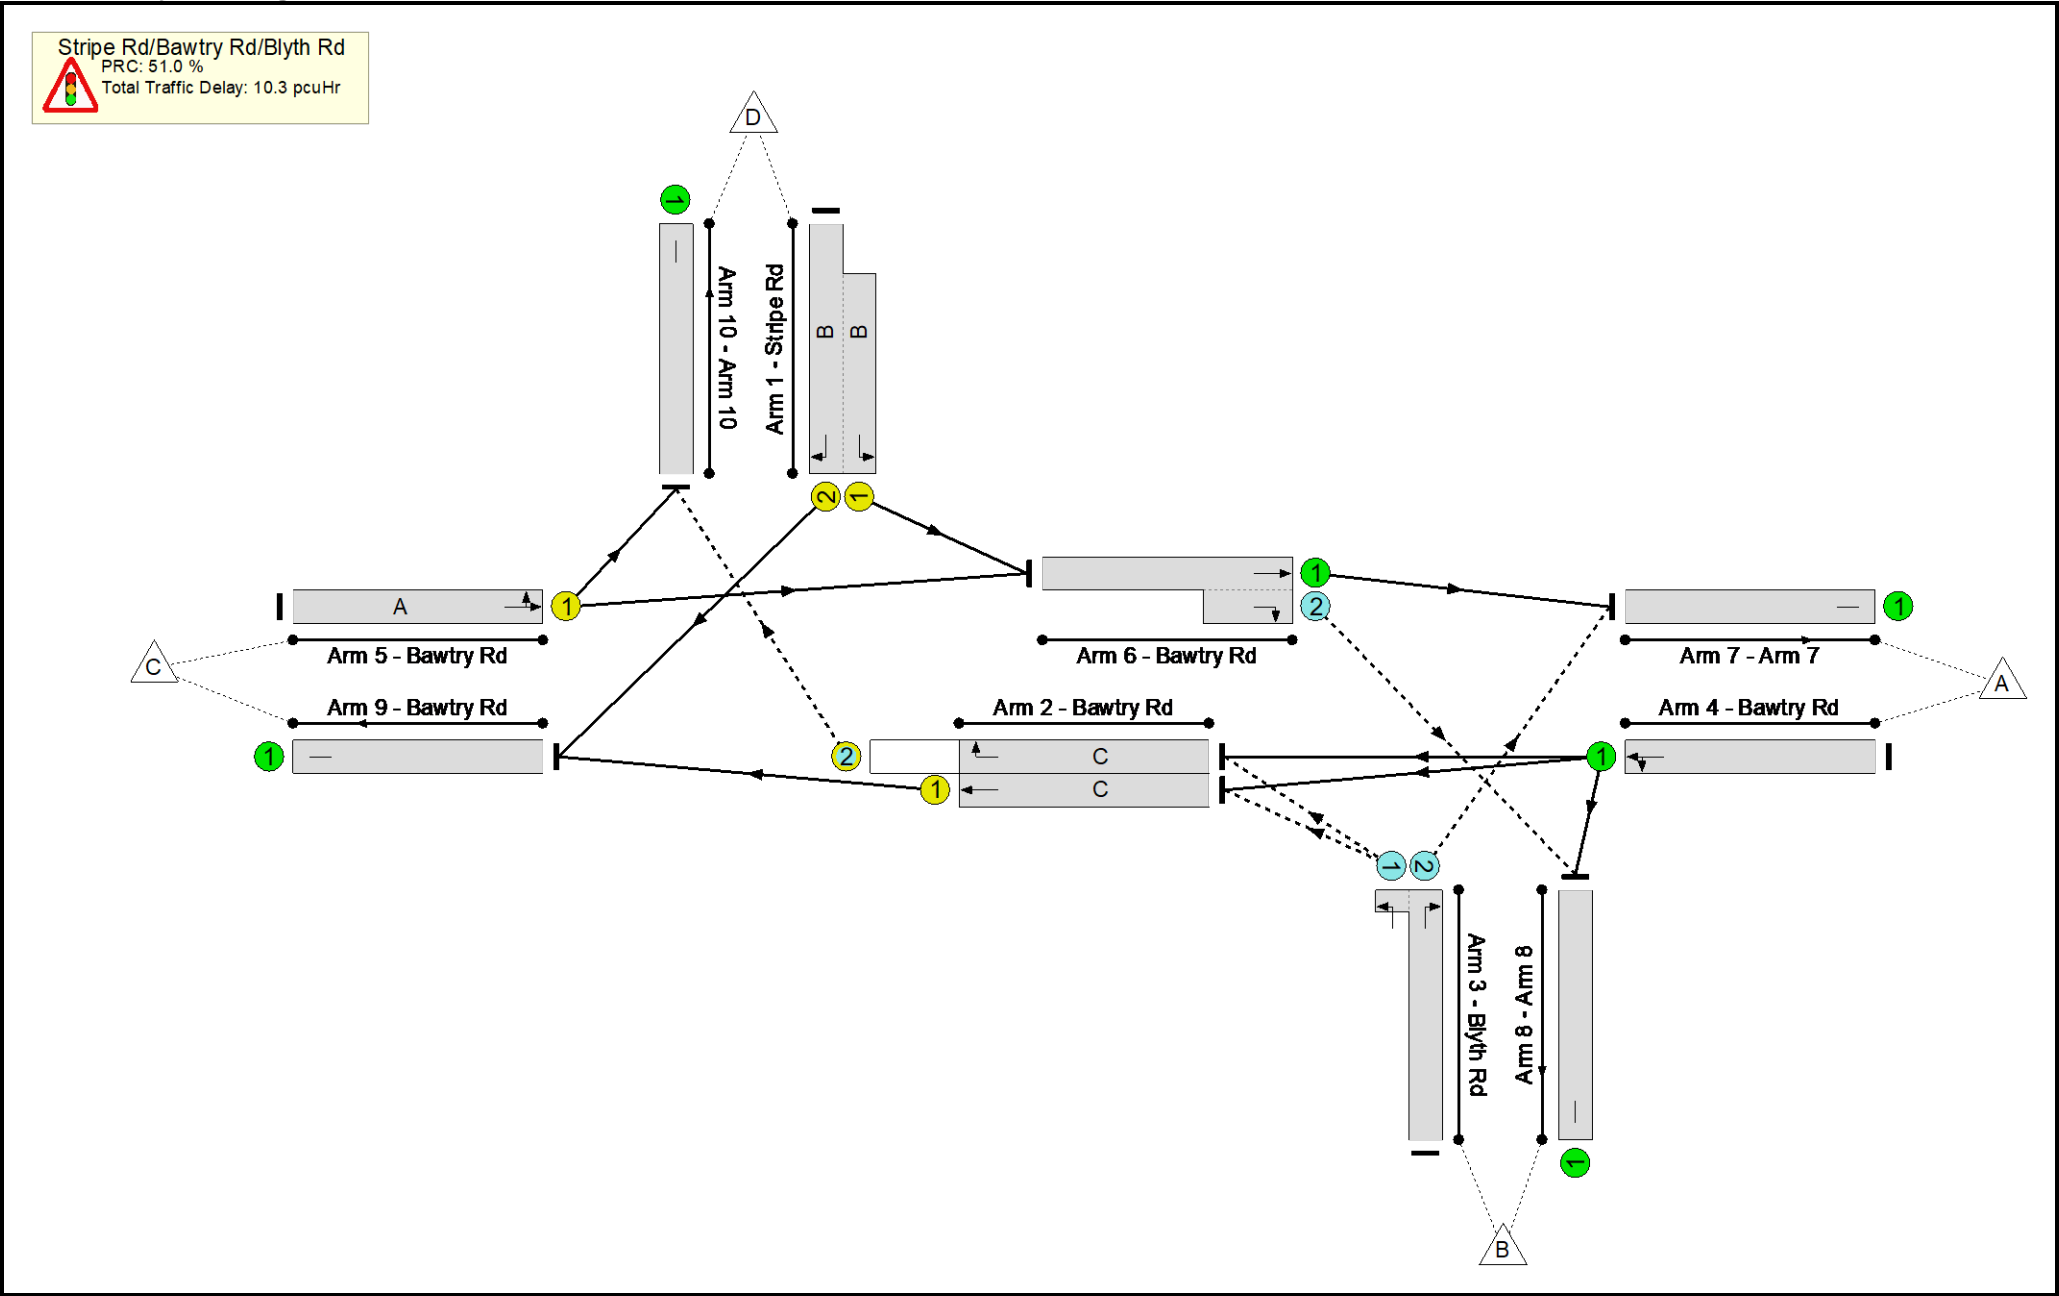 Stripe Rd/Bawtry Rd/Blyth Rd
PRC: 51.0 %
Total Traffic Delay: 10.3 pcuHr
D
1
Arm 10 - Arm 10
Arm 1 - Stripe Rd
B
B
2
1
A
1
Arm 5 - Bawtry Rd
C
Arm 9 - Bawtry Rd
1
1
2
Arm 6 - Bawtry Rd
1
Arm 7 - Arm 7
A
Arm 2 - Bawtry Rd
2
C
1
C
Arm 4 - Bawtry Rd
1
1
2
Arm 3 - Blyth Rd
Arm 8 - Arm 8
1
B